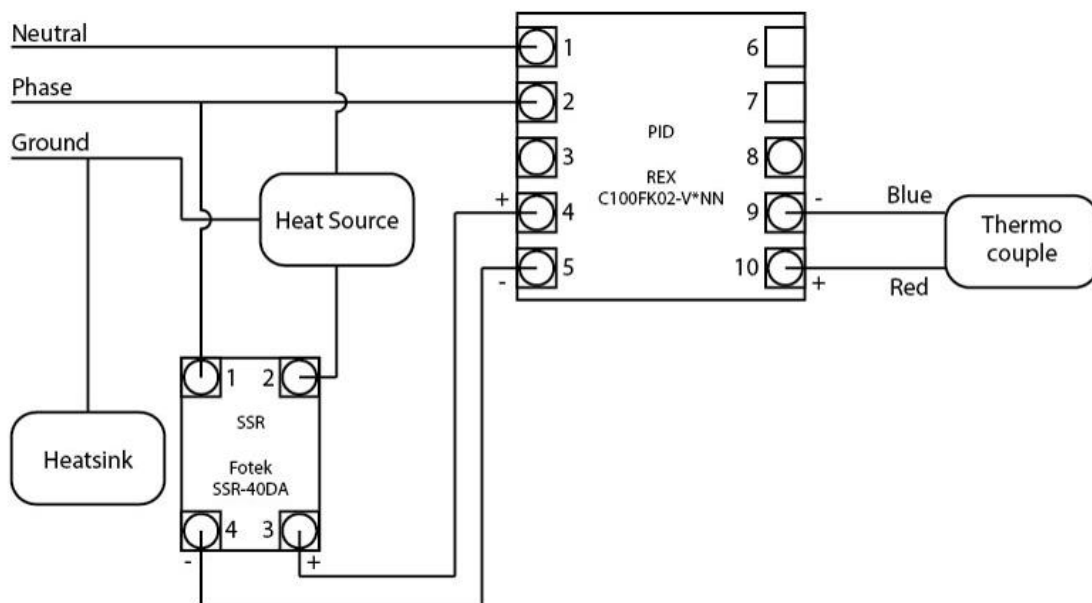 Neutral
Phase
Ground
Heat Source
Heatsink
1
2
3
+ 4
- 5
PID
REX
C100FK02-V*NN
6
7
8
9 -
10 +
Blue
Red
Thermo
couple
1 2
SSR
Fotek
SSR-40DA
4 3
- +